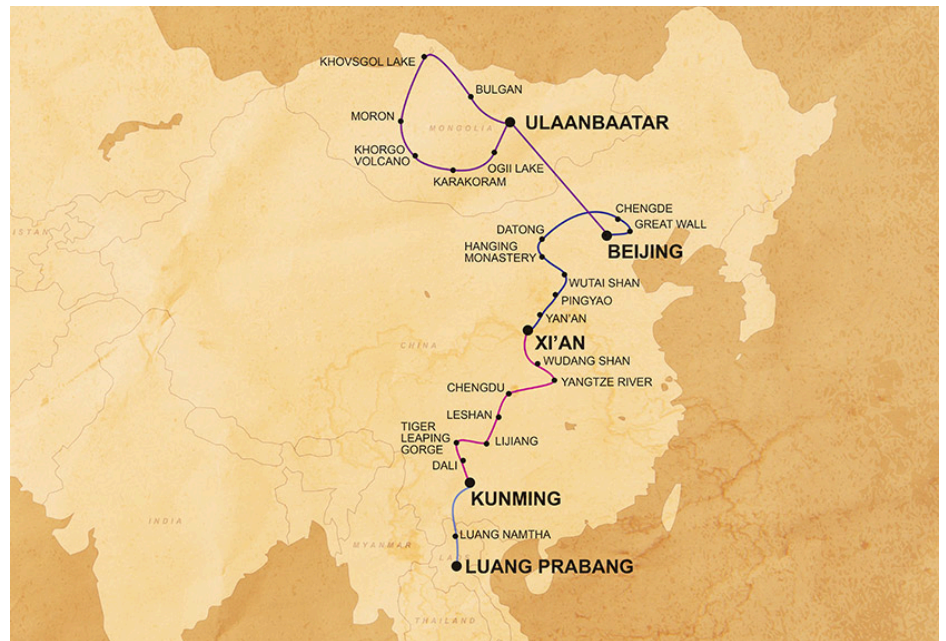 KHOVSGOL LAKE
BULGAN
MORON
ULAANBAATAR
MONGOLIA
KHORGO
VOLCANO
OGII LAKE
KARAKORAM
CHENGDE
GREAT WALL
DATONG
ISTAN
HANGING
MONASTERY
BEIJING
WUTAI SHAN
PINGYAO
YAN'AN
XI'AN
CHINA
WUDANG SHAN
YANGTZE RIVER
CHENGDU
LESHAN
TIGER
LEAPING
GORGE
LIJIANG
DALI
KUNMING
INDIA
LUANG NAMTHA
MYANMAR
LAOS
LUANG PRABANG
THAILAND